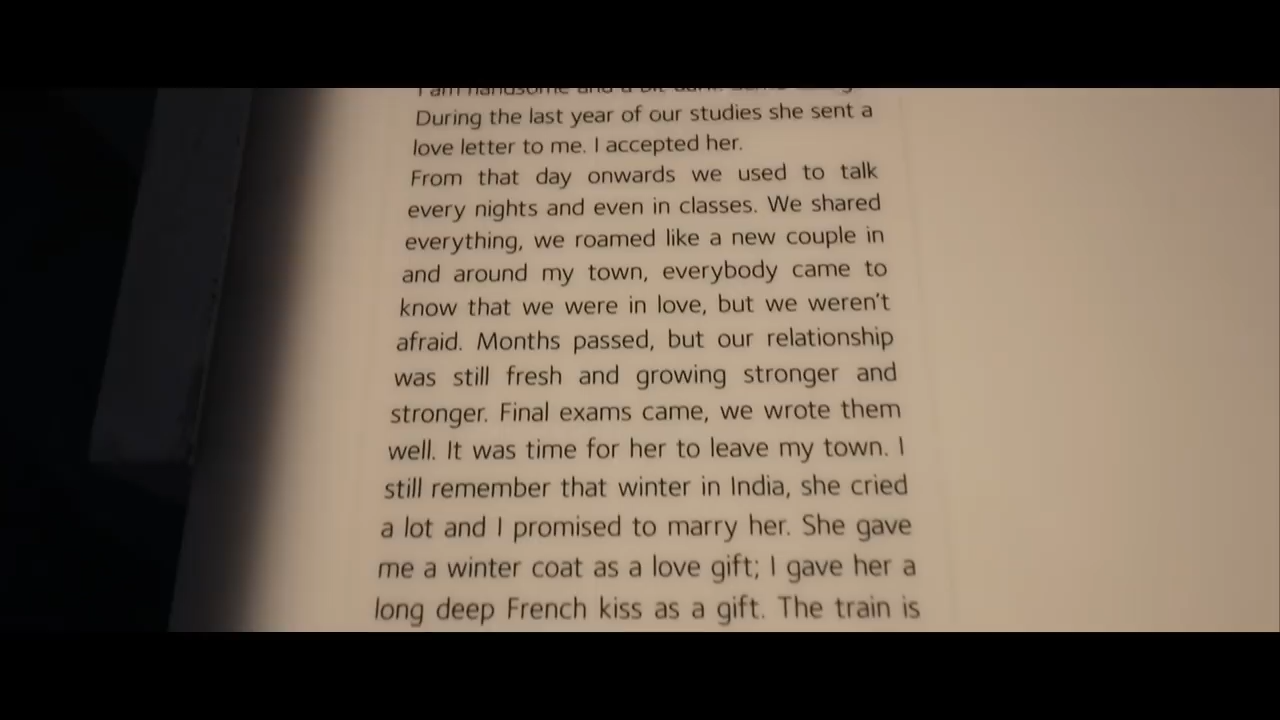 I am handsome and a bit dark.
During the last year of our studies she sent a
love letter to me. I accepted her.
From that day onwards we used to talk
every nights and even in classes. We shared
everything, we roamed like a new couple in
and around my town, everybody came to
know that we were in love, but we weren't
afraid. Months passed, but our relationship
was still fresh and growing stronger and
stronger. Final exams came, we wrote them
well. It was time for her to leave my town. I
still remember that winter in India, she cried
a lot and I promised to marry her. She gave
me a winter coat as a love gift; I gave her a
long deep French kiss as a gift. The train is